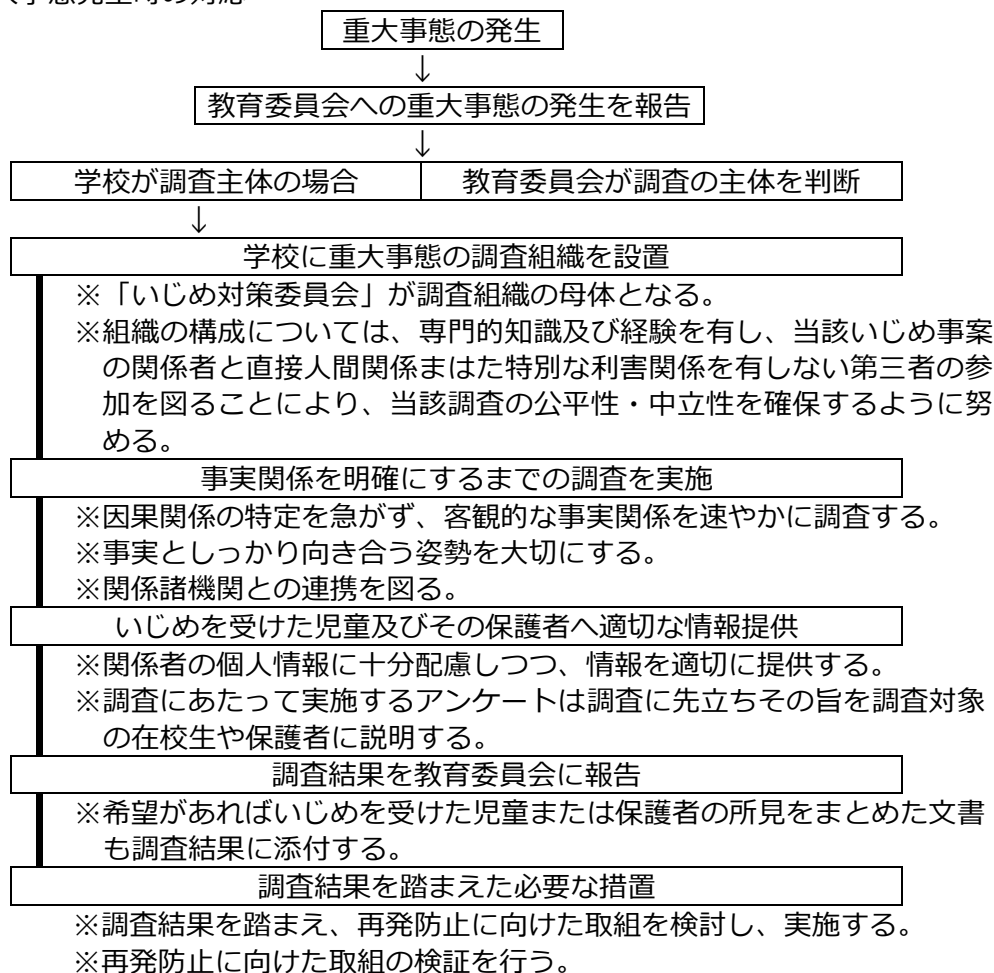 重大事態の発生
↓
教育委員会への重大事態の発生を報告
↓
学校が調査主体の場合 教育委員会が調査の主体を判断
↓
学校に重大事態の調査組織を設置
※「いじめ対策委員会」が調査組織の母体となる。
※組織の構成については、専門的知識及び経験を有し、当該いじめ事案
の関係者と直接人間関係まはた特別な利害関係を有しない第三者の参
加を図ることにより、当該調査の公平性・中立性を確保するように努
める。
事実関係を明確にするまでの調査を実施
※因果関係の特定を急がず、客観的な事実関係を速やかに調査する。
※事実としっかり向き合う姿勢を大切にする。
※関係諸機関との連携を図る。
いじめを受けた児童及びその保護者へ適切な情報提供
※関係者の個人情報に十分配慮しつつ、情報を適切に提供する。
※調査にあたって実施するアンケートは調査に先立ちその旨を調査対象
の在校生や保護者に説明する。
調査結果を教育委員会に報告
※希望があればいじめを受けた児童または保護者の所見をまとめた文書
も調査結果に添付する。
調査結果を踏まえた必要な措置
※調査結果を踏まえ、再発防止に向けた取組を検討し、実施する。
※再発防止に向けた取組の検証を行う。